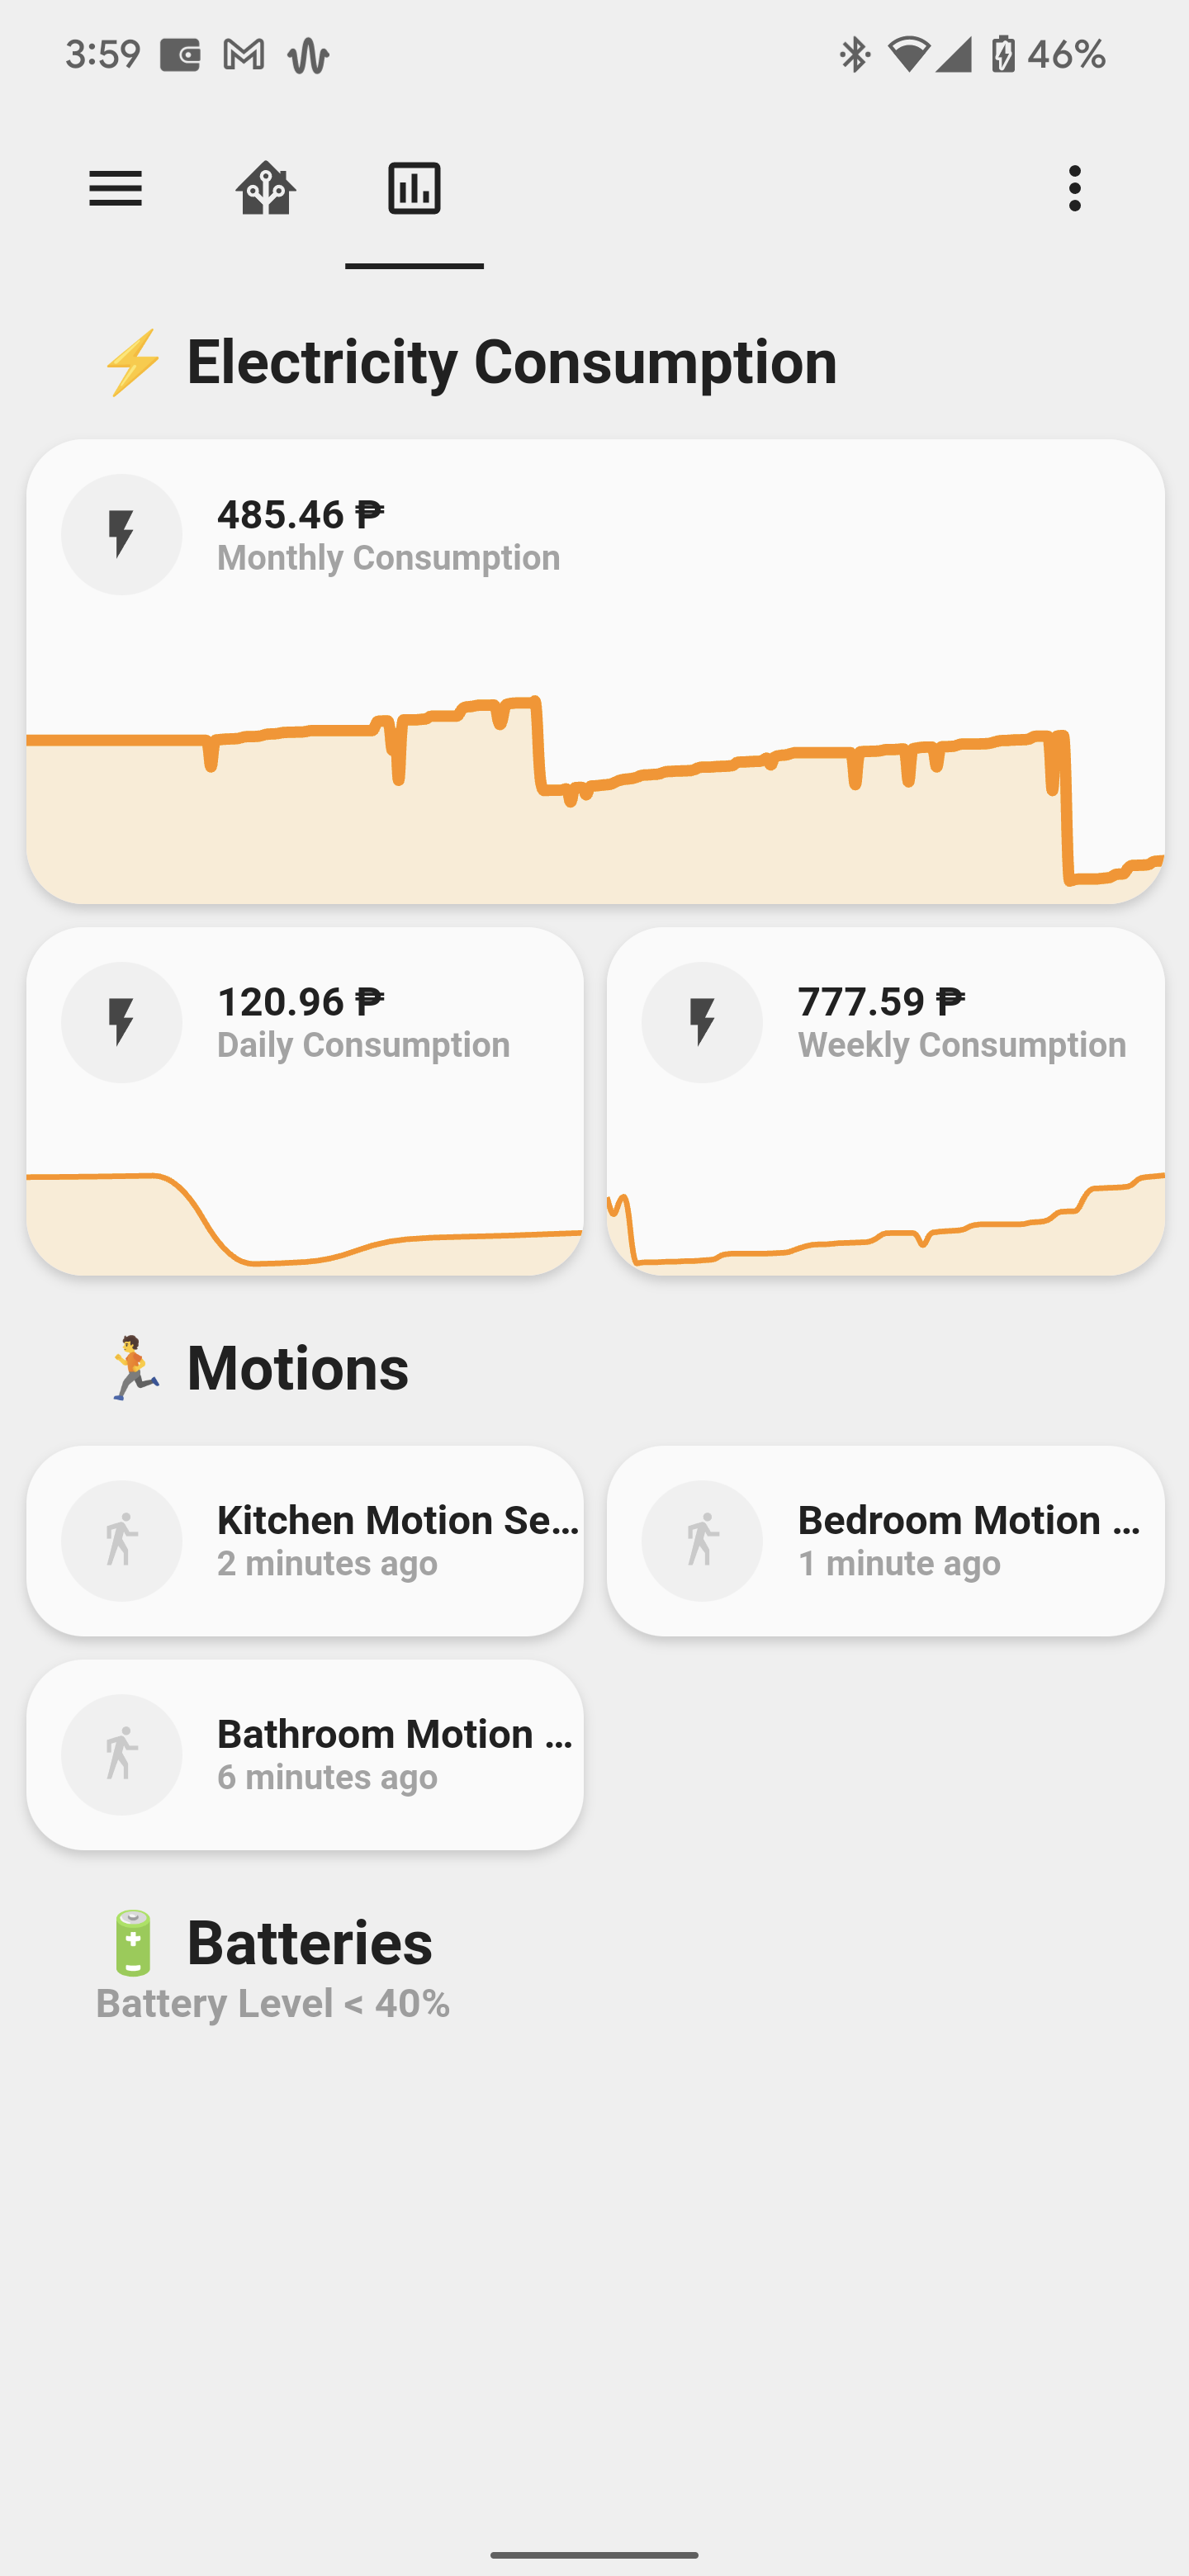 3:59
46%
⚡ Electricity Consumption
485.46 ₱
Monthly Consumption
120.96 ₱
Daily Consumption
777.59 ₱
Weekly Consumption
🏃 Motions
Kitchen Motion Se...
2 minutes ago
Bedroom Motion ...
1 minute ago
Bathroom Motion ...
6 minutes ago
🔋 Batteries
Battery Level < 40%